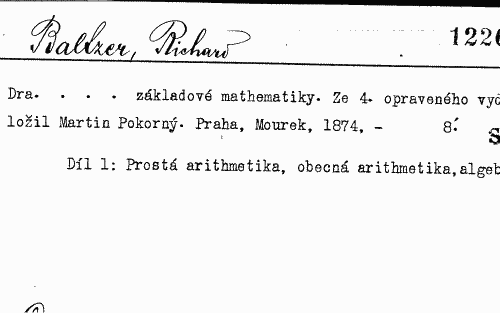 Baltzer, Richard 1226
Dra. . . . základové mathematiky. Ze 4. opraveného vyd
ložil Martin Pokorný. Praha, Mourek, 1874, - 8.´ S
Díl 1: Prostá arithmetika, obecná arithmetika,algeb